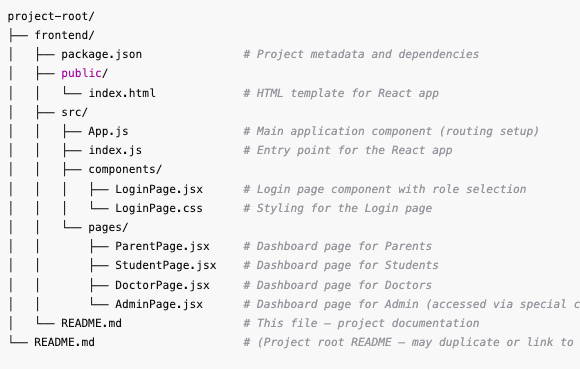 project-root/
├── frontend/
│   ├── package.json               # Project metadata and dependencies
│   ├── public/
│   │   └── index.html             # HTML template for React app
│   ├── src/
│   │   ├── App.js                 # Main application component (routing setup)
│   │   ├── index.js               # Entry point for the React app
│   │   ├── components/
│   │   │   ├── LoginPage.jsx      # Login page component with role selection
│   │   │   └── LoginPage.css      # Styling for the Login page
│   │   └── pages/
│   │       ├── ParentPage.jsx     # Dashboard page for Parents
│   │       ├── StudentPage.jsx    # Dashboard page for Students
│   │       ├── DoctorPage.jsx     # Dashboard page for Doctors
│   │       └── AdminPage.jsx      # Dashboard page for Admin (accessed via special
│   └── README.md                  # This file – project documentation
└── README.md                      # (Project root README – may duplicate or link to